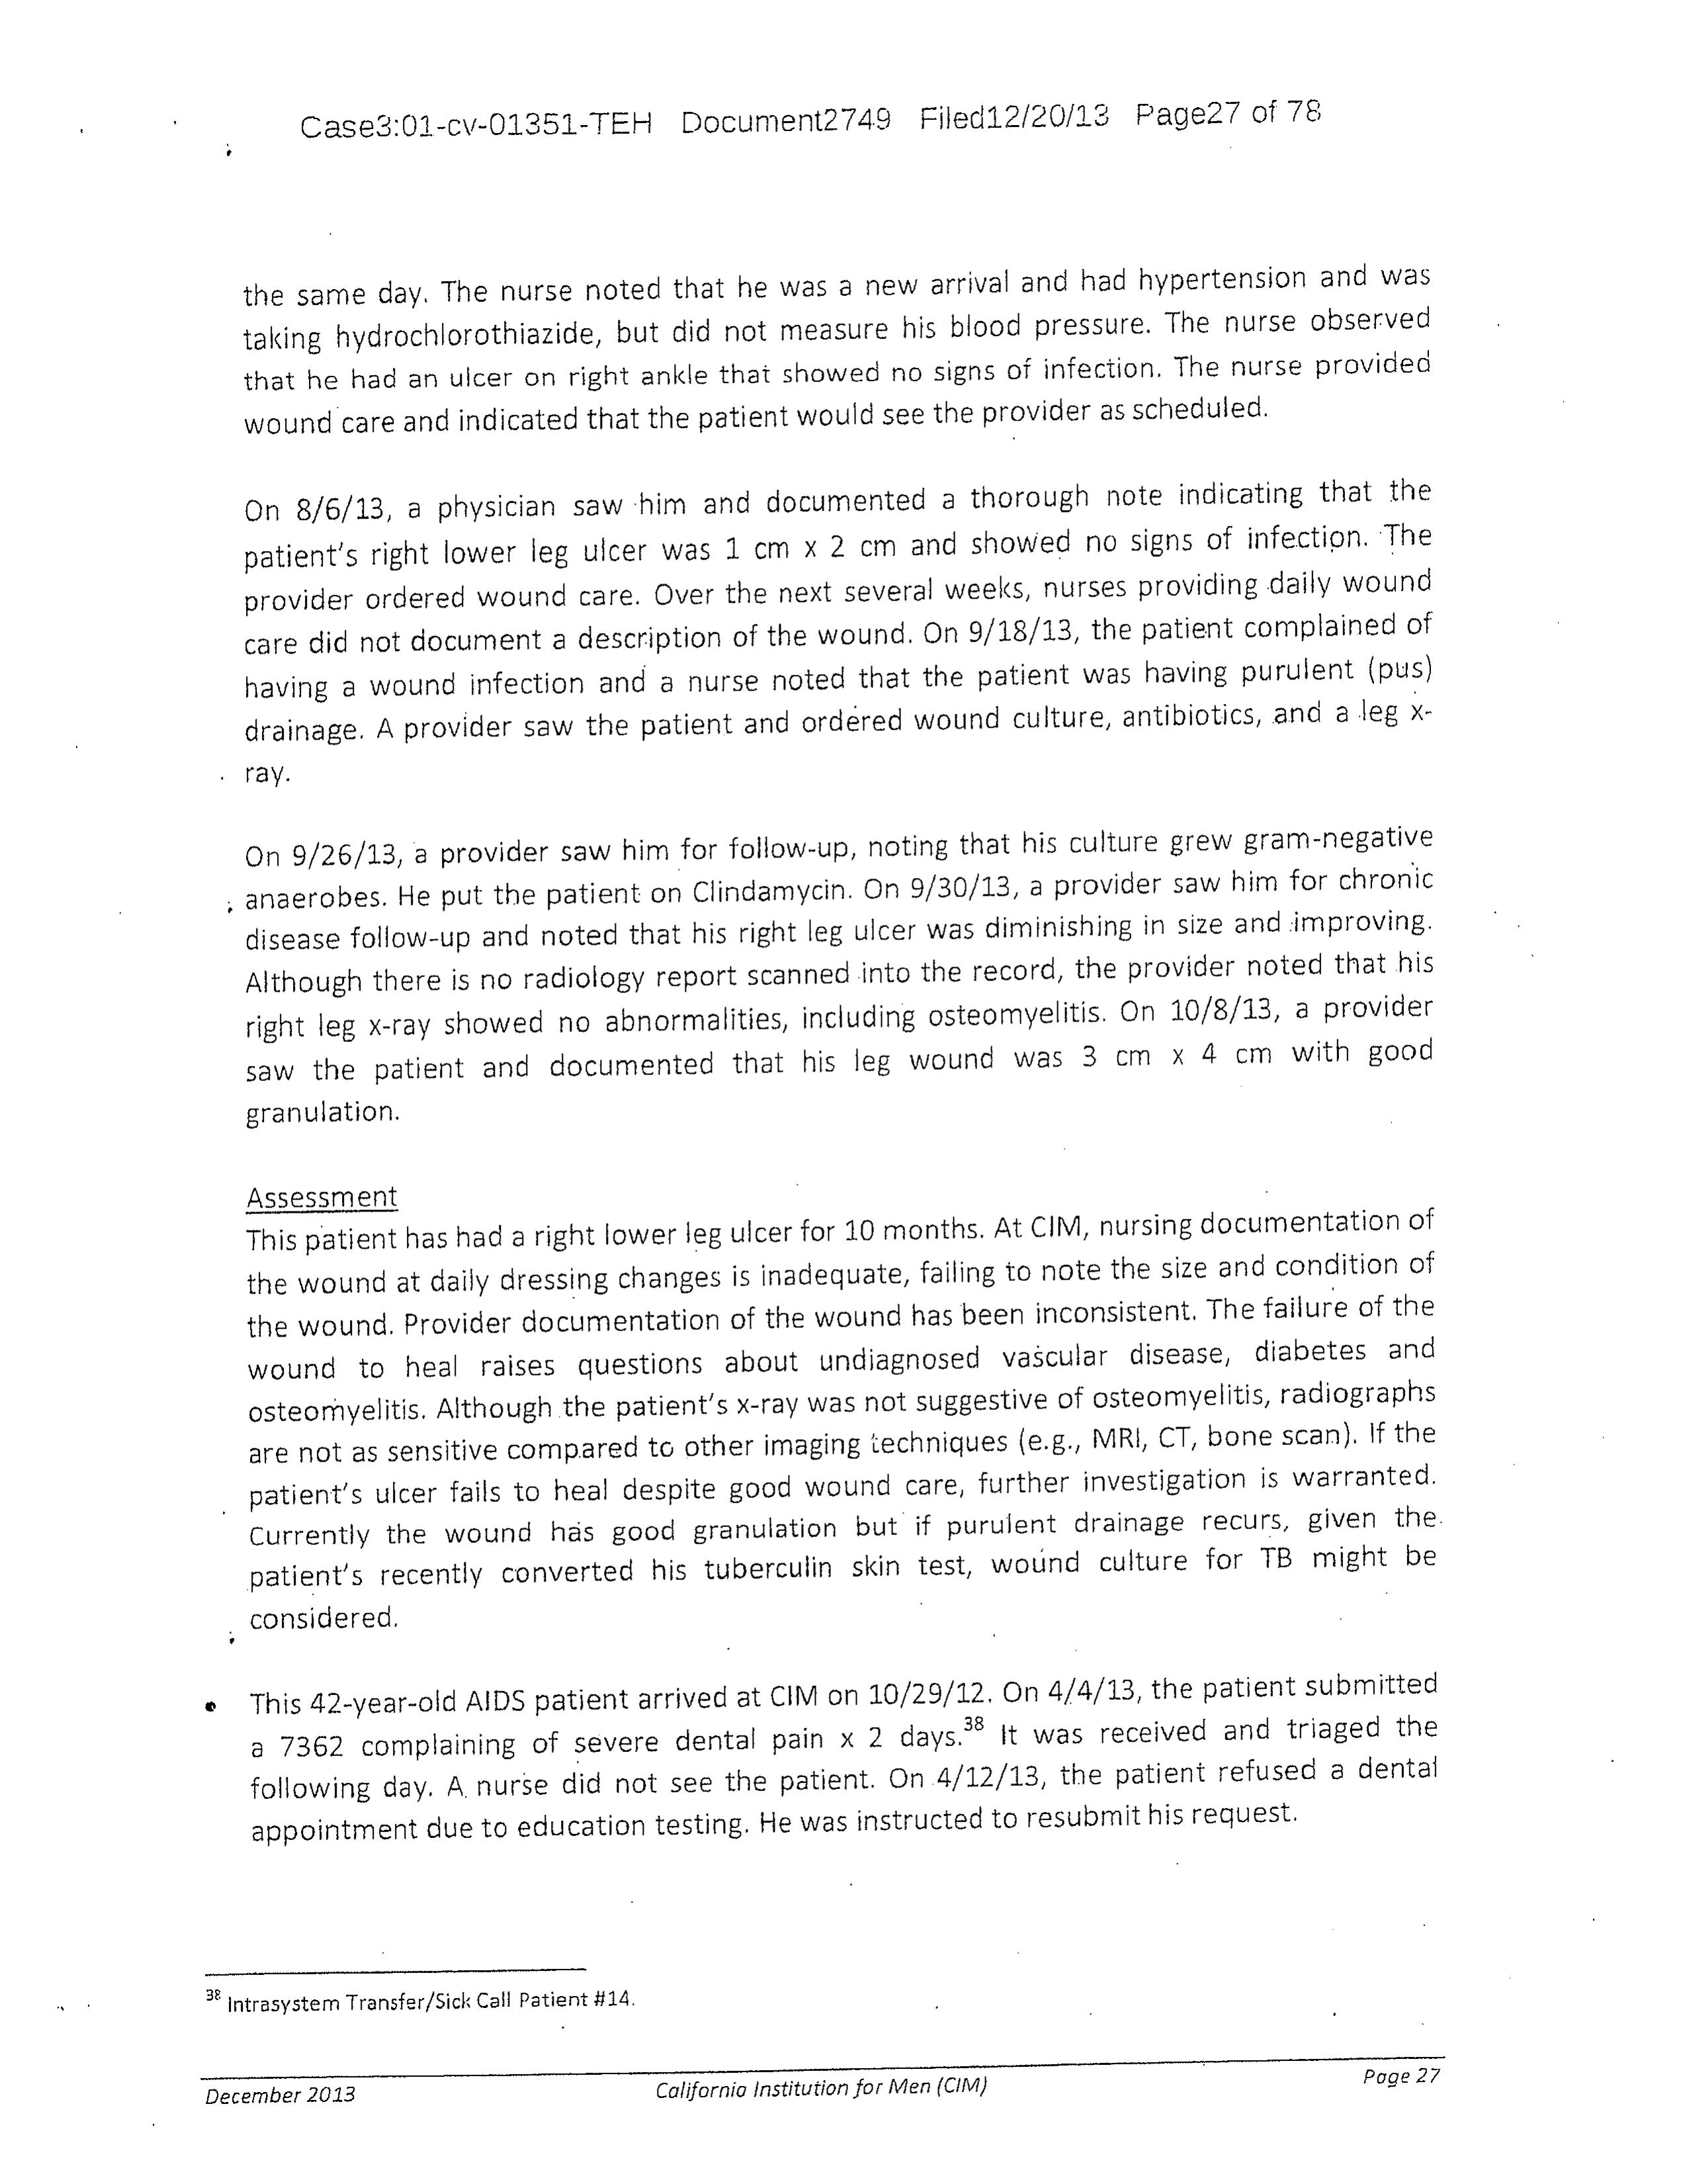 Case3:01-cv-01351-TEH Document2749 Filed12/20/13 Page27 of 78
the same day. The nurse noted that he was a new arrival and had hypertension and was
taking hydrochlorothiazide, but did not measure his blood pressure. The nurse observed
that he had an ulcer on right ankle that showed no signs of infection. The nurse provided
wound care and indicated that the patient would see the provider as scheduled.
On 8/6/13, a physician saw him and documented a thorough note indicating that the
patient's right lower leg ulcer was 1 cm x 2 cm and showed no signs of infection. The
provider ordered wound care. Over the next several weeks, nurses providing daily wound
care did not document a description of the wound. On 9/18/13, the patient complained of
having a wound infection and a nurse noted that the patient was having purulent (pus)
drainage. A provider saw the patient and ordered wound culture, antibiotics, and a leg x-
ray.
On 9/26/13, a provider saw him for follow-up, noting that his culture grew gram-negative
anaerobes. He put the patient on Clindamycin. On 9/30/13, a provider saw him for chronic
disease follow-up and noted that his right leg ulcer was diminishing in size and improving.
Although there is no radiology report scanned into the record, the provider noted that his
right leg x-ray showed no abnormalities, including osteomyelitis. On 10/8/13, a provider
saw the patient and documented that his leg wound was 3 cm x 4 cm with good
granulation.
Assessment
This patient has had a right lower leg ulcer for 10 months. At CIM, nursing documentation of
the wound at daily dressing changes is inadequate, failing to note the size and condition of
the wound. Provider documentation of the wound has been inconsistent. The failure of the
wound to heal raises questions about undiagnosed vascular disease, diabetes and
osteomyelitis. Although the patient's x-ray was not suggestive of osteomyelitis, radiographs
are not as sensitive compared to other imaging techniques (e.g., MRI, CT, bone scan). If the
patient's ulcer fails to heal despite good wound care, further investigation is warranted.
Currently the wound has good granulation but if purulent drainage recurs, given the
patient's recently converted his tuberculin skin test, wound culture for TB might be
considered.
• This 42-year-old AIDS patient arrived at CIM on 10/29/12. On 4/4/13, the patient submitted
a 7362 complaining of severe dental pain x 2 days.38 It was received and triaged the
following day. A nurse did not see the patient. On 4/12/13, the patient refused a dental
appointment due to education testing. He was instructed to resubmit his request.
38 Intrasystem Transfer/Sick Call Patient #14.
December 2013 California Institution for Men (CIM) Page 27